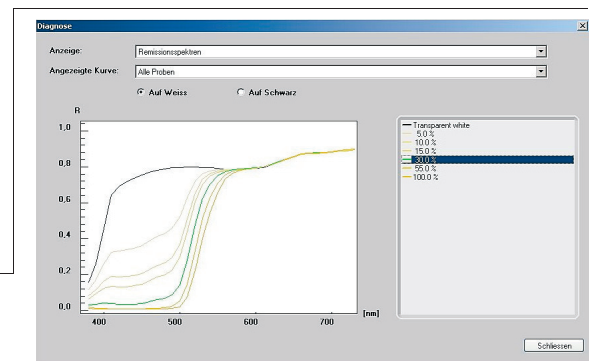 Diagnose
Anzeige: Remissionsspektren
Angezeigte Kurve: Alle Proben
Auf Weiss Auf Schwarz
R
1,0
0,8
0,6
0,4
0,2
0,0
400 500 600 700 [nm]
Transparent white
5.0 %
10.0 %
15.0 %
30.0 %
55.0 %
100.0 %
Schliessen